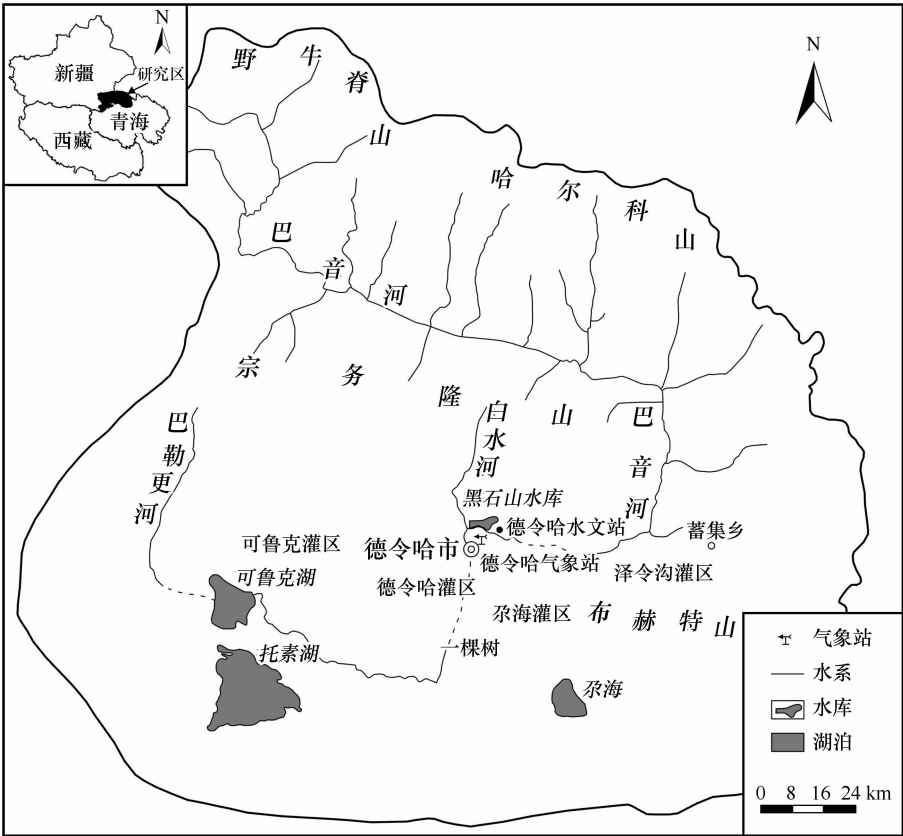 N
新疆
研究区
青海
西藏
N
野牛脊山
哈尔科山
巴音河
宗务隆山
巴勒更河
白水河
巴音河
黑石山水库
德令哈水文站
蓄集乡
可鲁克灌区
德令哈市
德令哈气象站
泽令沟灌区
可鲁克湖
德令哈灌区
尕海灌区
布赫特山
托素湖
一棵树
尕海
气象站
水系
水库
湖泊
0 8 16 24 km